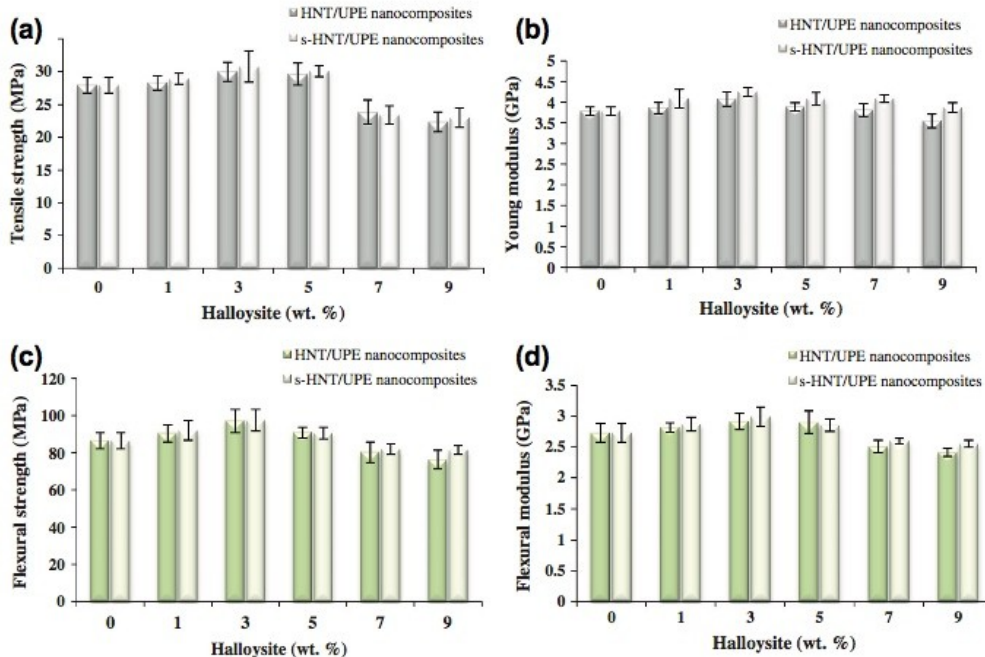 (a)
HNT/UPE nanocomposites
s-HNT/UPE nanocomposites
Tensile strength (MPa)
40
30
25
20
15
10
5
0
0 1 3 5 7 9
Halloysite (wt. %)
(b)
HNT/UPE nanocomposites
s-HNT/UPE nanocomposites
Young modulus (GPa)
5
4.5
4
3.5
3
2.5
2
1.5
1
0.5
0
0 1 3 5 7 9
Halloysite (wt. %)
(c)
HNT/UPE nanocomposites
s-HNT/UPE nanocomposites
Flexural strength (MPa)
120
100
80
60
40
20
0
0 1 3 5 7 9
Halloysite (wt. %)
(d)
HNT/UPE nanocomposites
s-HNT/UPE nanocomposites
Flexural modulus (GPa)
3.5
3
2.5
2
1.5
1
0.5
0
0 1 3 5 7 9
Halloysite (wt. %)